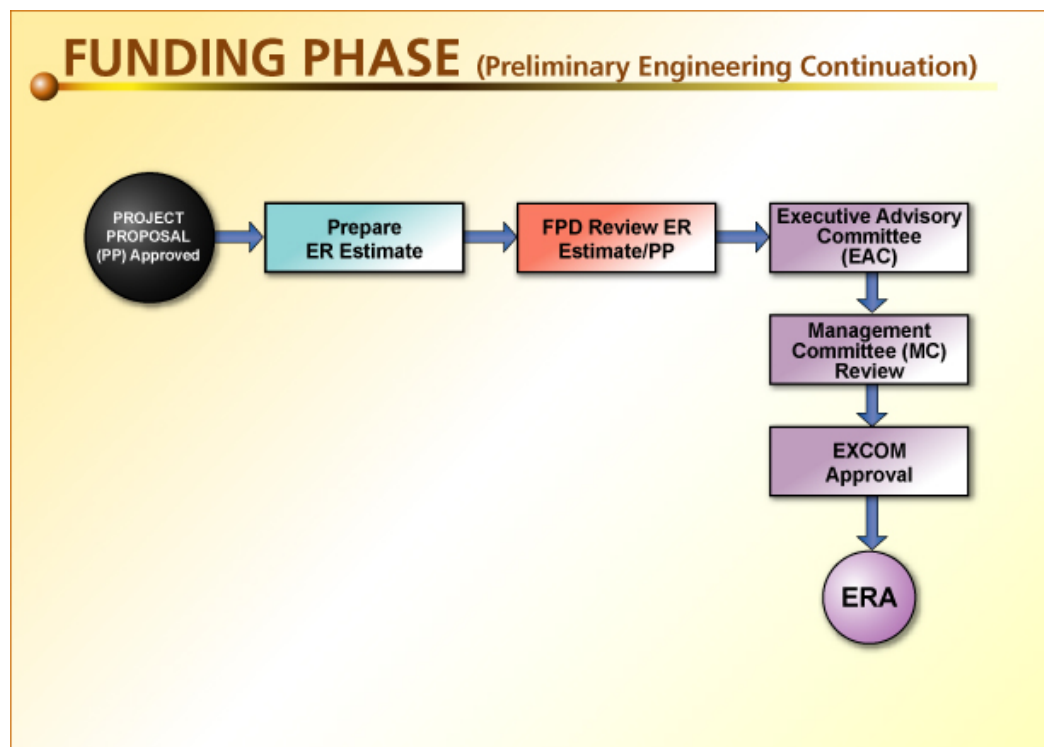 FUNDING PHASE (Preliminary Engineering Continuation)
PROJECT
PROPOSAL
(PP) Approved
Prepare
ER Estimate
FPD Review ER
Estimate/PP
Executive Advisory
Committee
(EAC)
Management
Committee (MC)
Review
EXCOM
Approval
ERA